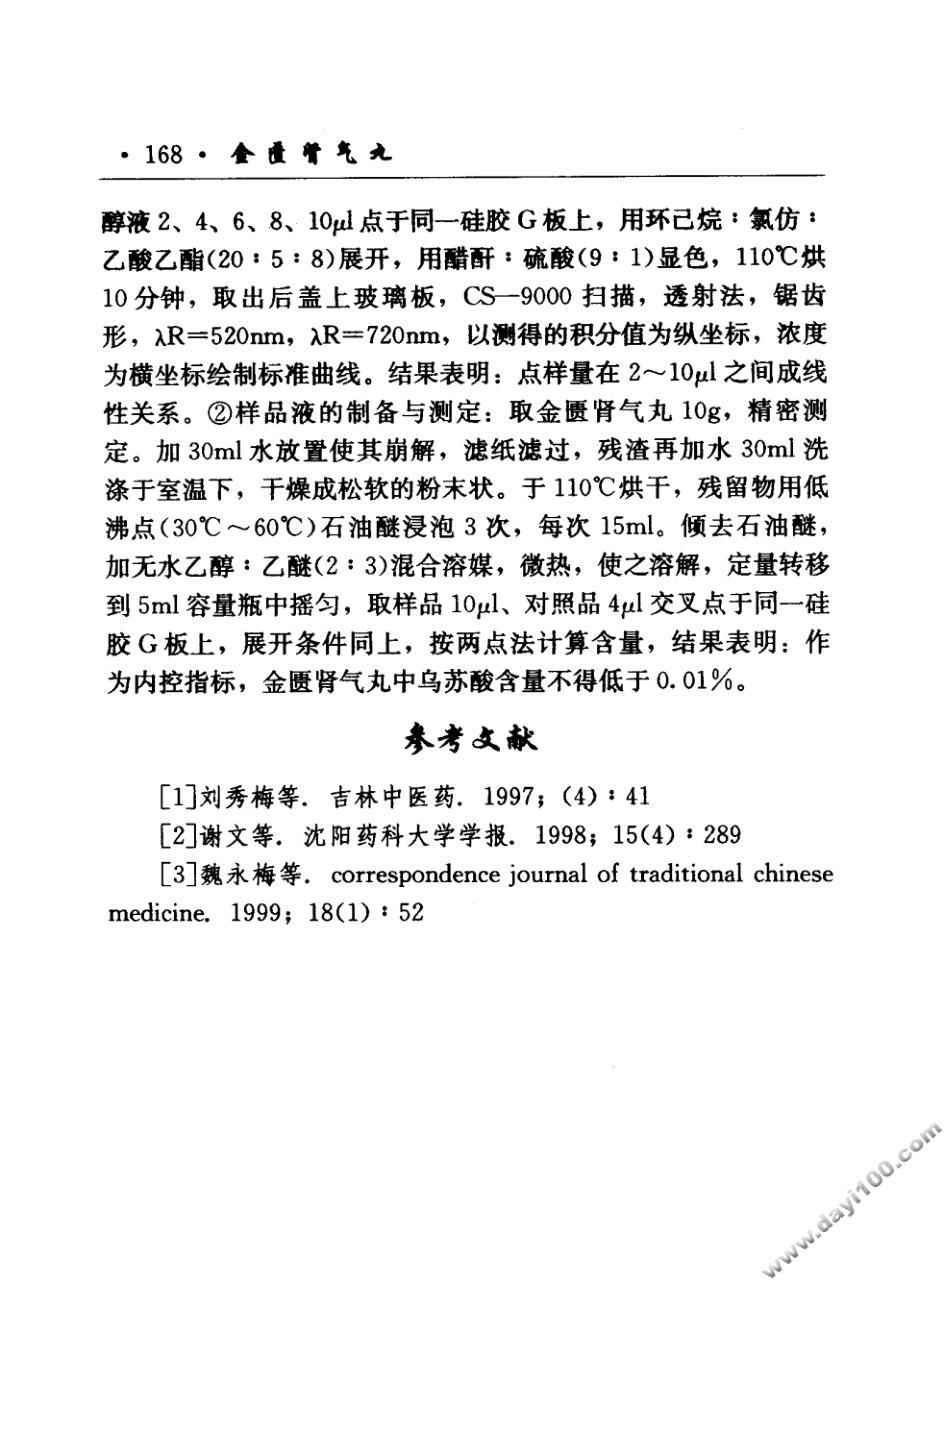 · 168 · 金匮肾气丸
醇液 2、4、6、8、10μl 点于同一硅胶 G 板上，用环已烷：氯仿：
乙酸乙酯(20：5：8)展开，用醋酐：硫酸(9：1)显色，110℃烘
10 分钟，取出后盖上玻璃板，CS—9000 扫描，透射法，锯齿
形，λR=520nm，λR=720nm，以测得的积分值为纵坐标，浓度
为横坐标绘制标准曲线。结果表明：点样量在 2～10μl 之间成线
性关系。②样品液的制备与测定：取金匮肾气丸 10g，精密测
定。加 30ml 水放置使其崩解，滤纸滤过，残渣再加水 30ml 洗
涤于室温下，干燥成松软的粉末状。于 110℃烘干，残留物用低
沸点(30℃～60℃)石油醚浸泡 3 次，每次 15ml。倾去石油醚，
加无水乙醇：乙醚(2：3)混合溶媒，微热，使之溶解，定量转移
到 5ml 容量瓶中摇匀，取样品 10μl、对照品 4μl 交叉点于同一硅
胶 G 板上，展开条件同上，按两点法计算含量，结果表明：作
为内控指标，金匮肾气丸中乌苏酸含量不得低于 0.01%。
参考文献
[1]刘秀梅等. 吉林中医药. 1997；(4)：41
[2]谢文等. 沈阳药科大学学报. 1998；15(4)：289
[3]魏永梅等. correspondence journal of traditional chinese
medicine. 1999；18(1)：52
www.dayi100.com